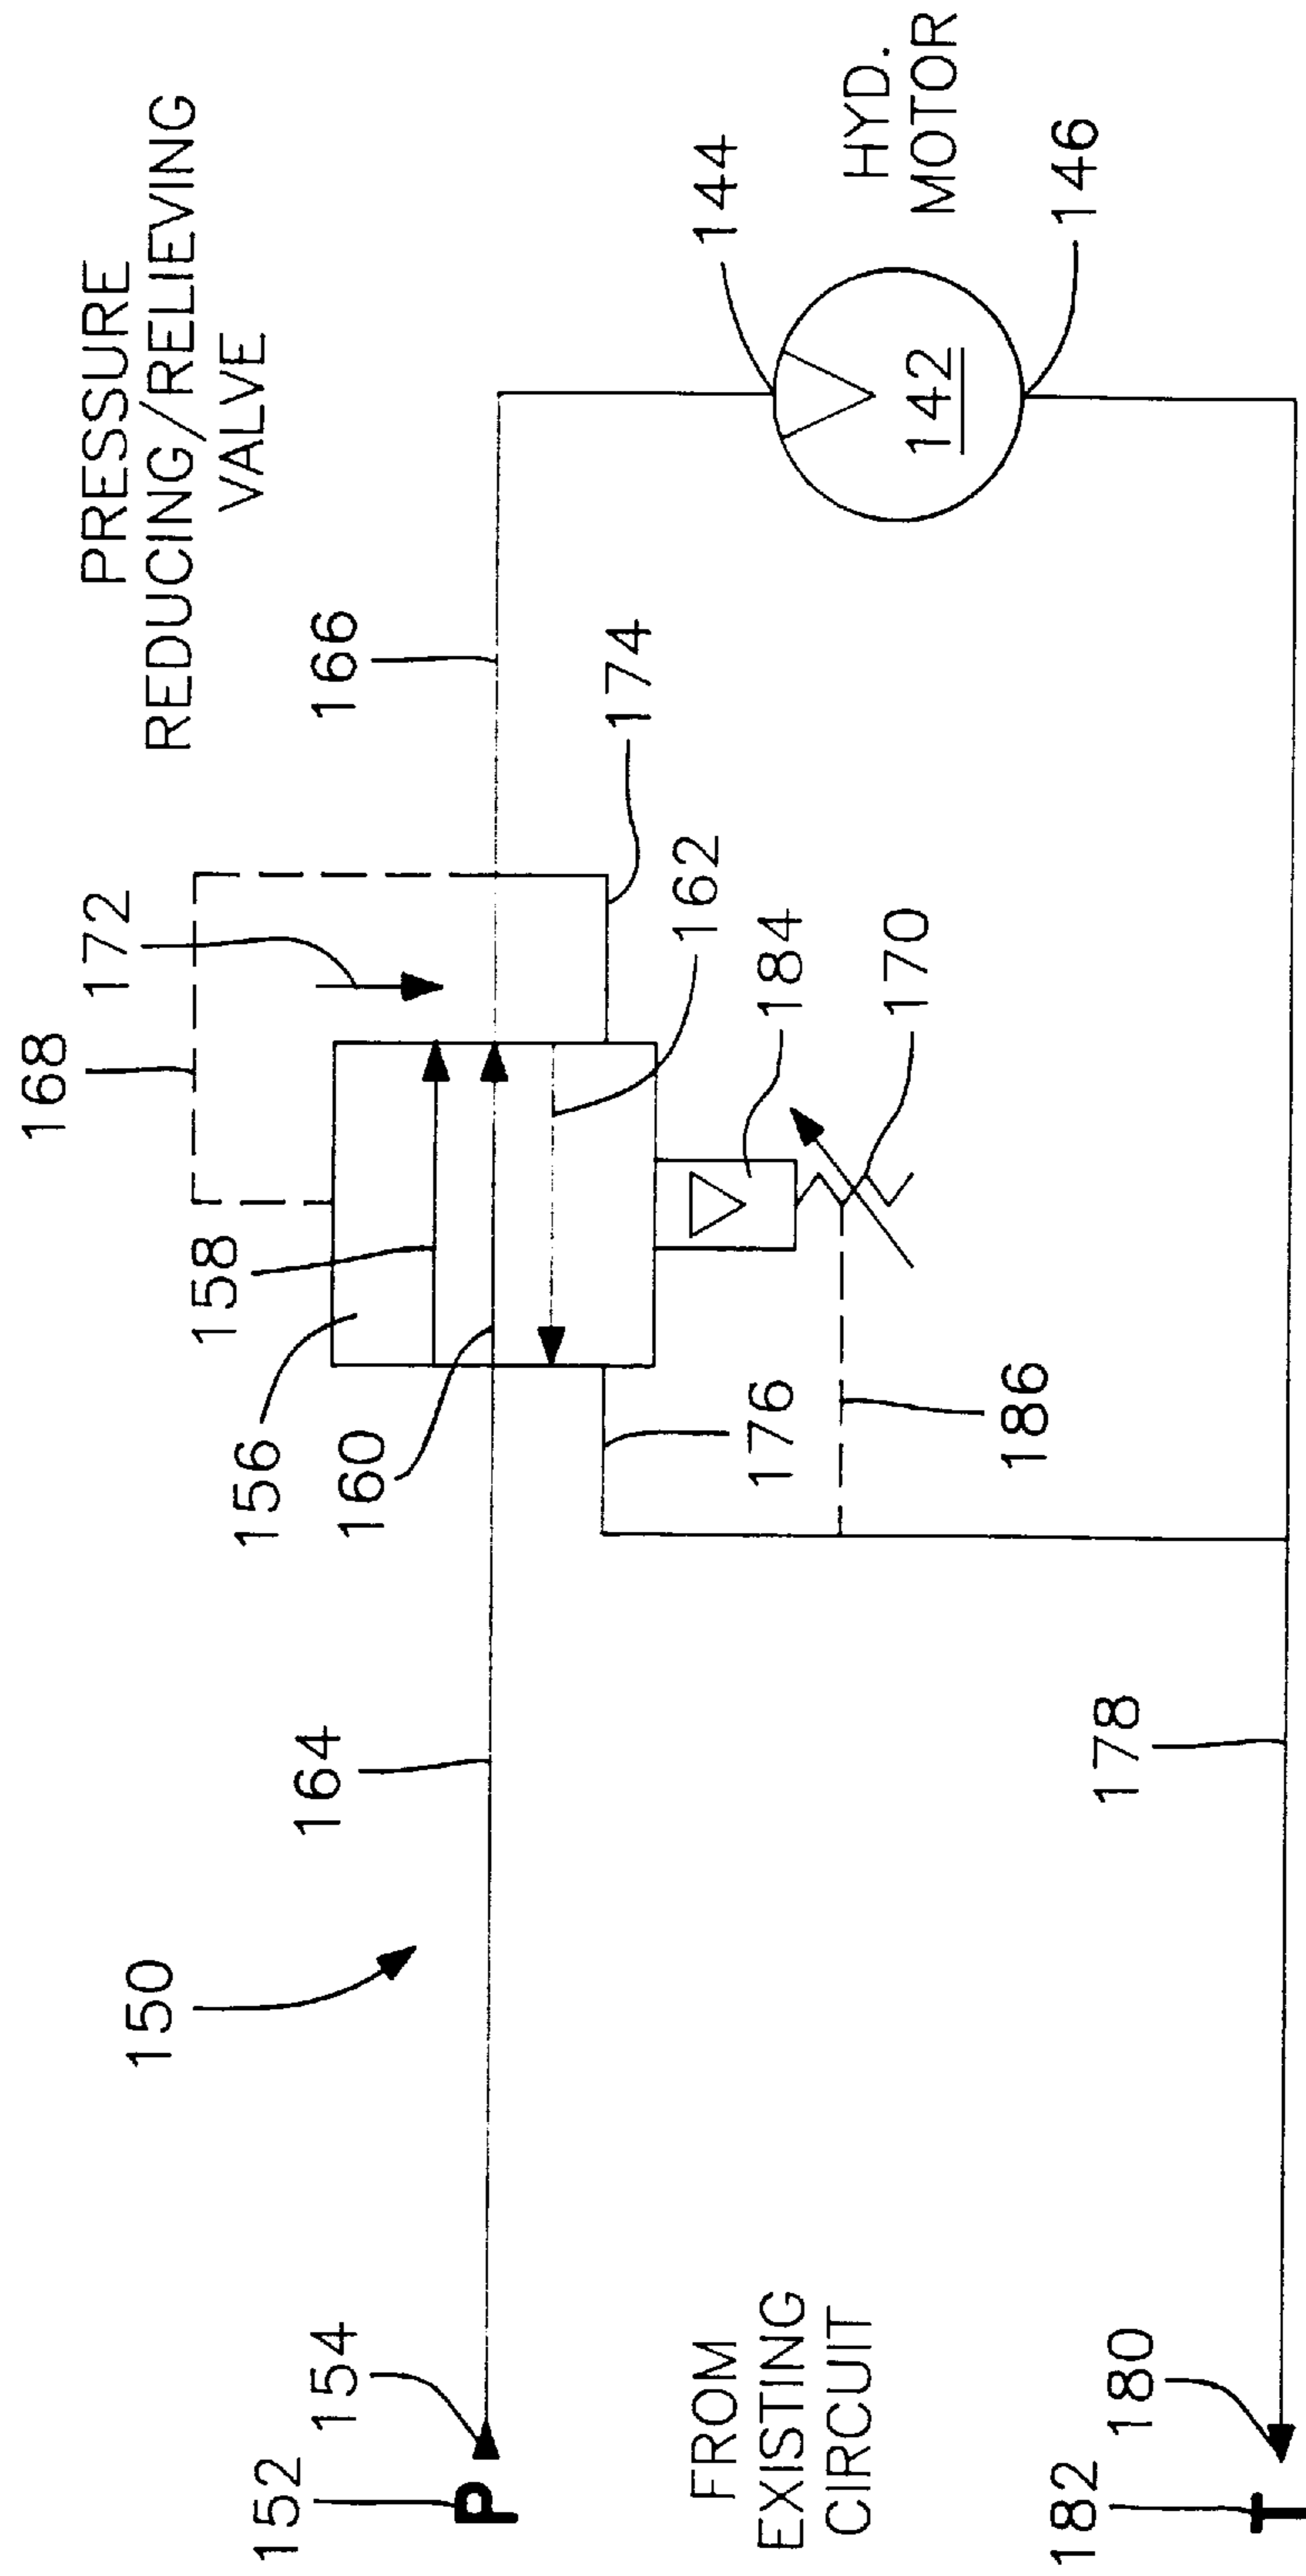 PRESSURE
REDUCING/RELIEVING
VALVE
168
172
166
144
HYD.
MOTOR
142
146
174
162
184
170
158
156
160
176
186
164
150
178
154
152
P
FROM
EXISTING
CIRCUIT
180
182
T